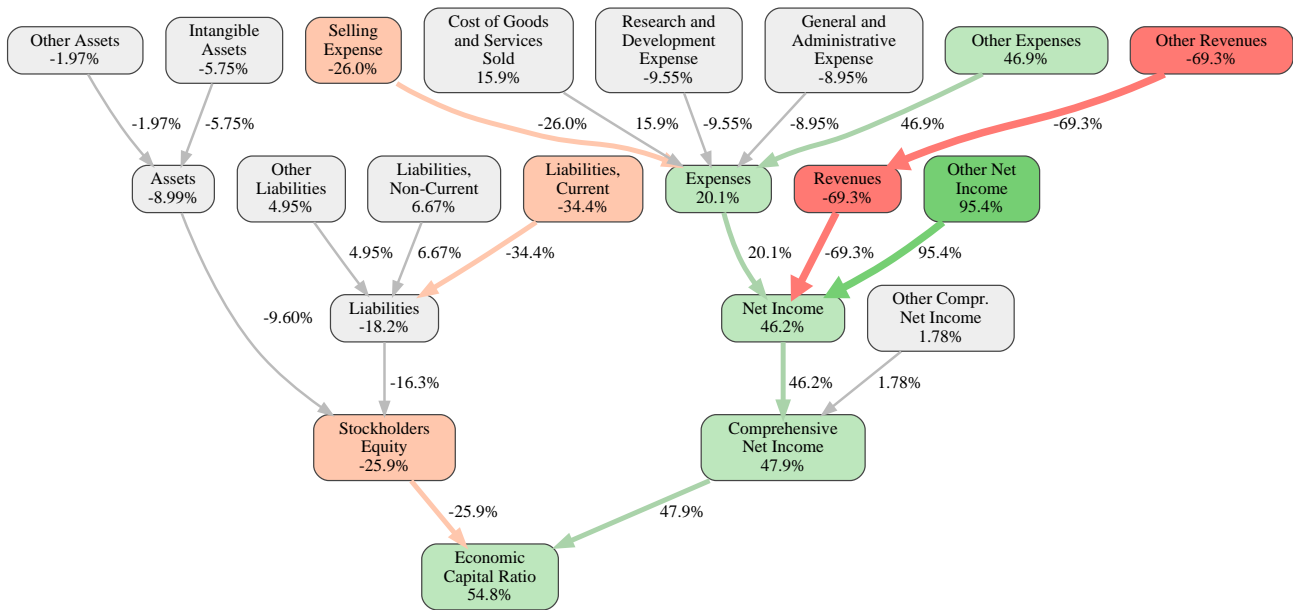 Other Assets
-1.97%
Intangible
Assets
-5.75%
Selling
Expense
-26.0%
Cost of Goods
and Services
Sold
15.9%
Research and
Development
Expense
-9.55%
General and
Administrative
Expense
-8.95%
Other Expenses
46.9%
Other Revenues
-69.3%
-1.97%
-5.75%
-26.0%
15.9%
-9.55%
-8.95%
46.9%
-69.3%
Assets
-8.99%
Other
Liabilities
4.95%
Liabilities,
Non-Current
6.67%
Liabilities,
Current
-34.4%
Expenses
20.1%
Revenues
-69.3%
Other Net
Income
95.4%
4.95%
6.67%
-34.4%
20.1%
-69.3%
95.4%
-9.60%
Liabilities
-18.2%
Net Income
46.2%
Other Compr.
Net Income
1.78%
-16.3%
46.2%
1.78%
Stockholders
Equity
-25.9%
Comprehensive
Net Income
47.9%
-25.9%
47.9%
Economic
Capital Ratio
54.8%